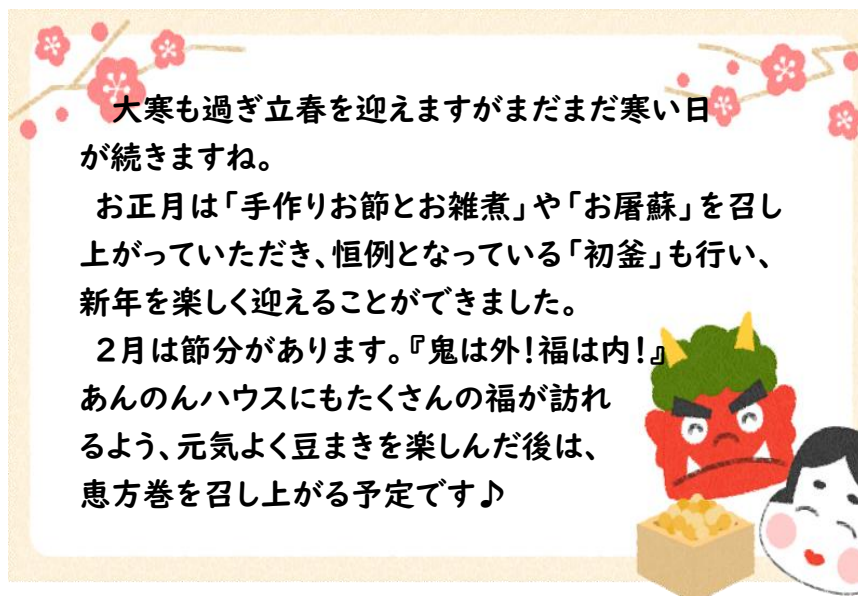 大寒も過ぎ立春を迎えますがまだまだ寒い日
が続きますね。
お正月は「手作りお節とお雑煮」や「お屠蘇」を召し
上がっていただき、恒例となっている「初釜」も行い、
新年を楽しく迎えることができました。
２月は節分があります。『鬼は外！福は内！』
あんのんハウスにもたくさんの福が訪れ
るよう、元気よく豆まきを楽しんだ後は、
恵方巻を召し上がる予定です♪